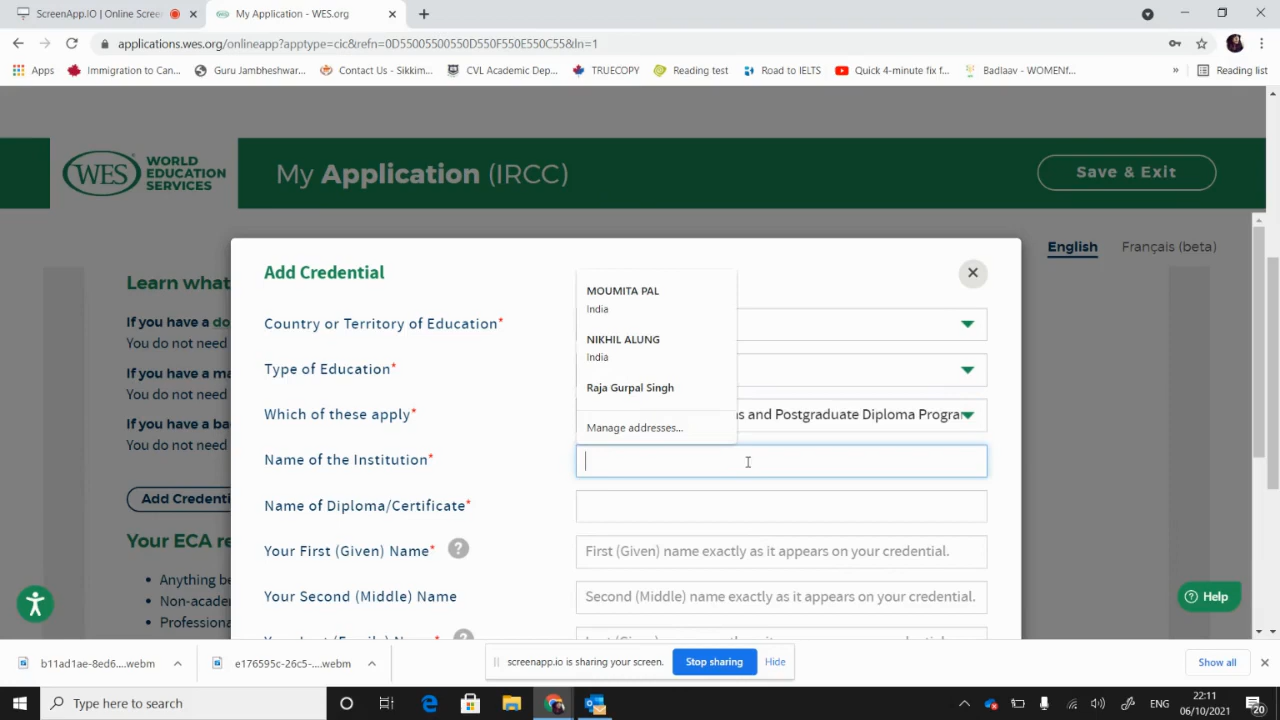 ScreenApp.IO | Online Scree
My Application - WES.org
applications.wes.org/onlineapp?apptype=cic&refn=0D55005500550D550F550E550C55&ln=1
Apps
Immigration to Can...
Guru Jambheshwar...
Contact Us - Sikkim...
CVL Academic Dep...
TRUECOPY
Reading test
Road to IELTS
Quick 4-minute fix f...
Badlaav - WOMENf...
»
Reading list
WES
WORLD
EDUCATION
SERVICES
My Application (IRCC)
Save & Exit
English
Français (beta)
Learn what
If you have a do
You do not need
If you have a ma
You do not need
If you have a ba
You do not need
Add Credenti
Your ECA re
• Anything be
• Non-acade
• Professiona
Add Credential
Country or Territory of Education*
Type of Education*
Which of these apply*
s and Postgraduate Diploma Progra
Name of the Institution*
Name of Diploma/Certificate*
Your First (Given) Name*
First (Given) name exactly as it appears on your credential.
Your Second (Middle) Name
Second (Middle) name exactly as it appears on your credential.
MOUMITA PAL
India
NIKHIL ALUNG
India
Raja Gurpal Singh
Manage addresses...
Help
b11ad1ae-8ed6....webm
e176595c-26c5-....webm
screenapp.io is sharing your screen.
Stop sharing
Hide
Show all
Type here to search
ENG
22:11
06/10/2021
20